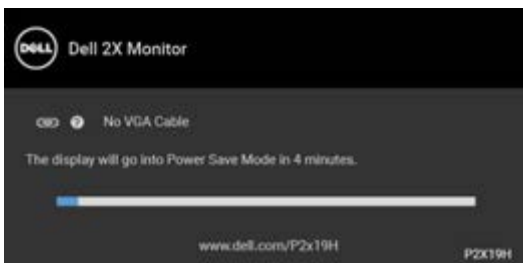 DELL Dell 2X Monitor
? No VGA Cable
The display will go into Power Save Mode in 4 minutes.
www.dell.com/P2x19H
P2X19H